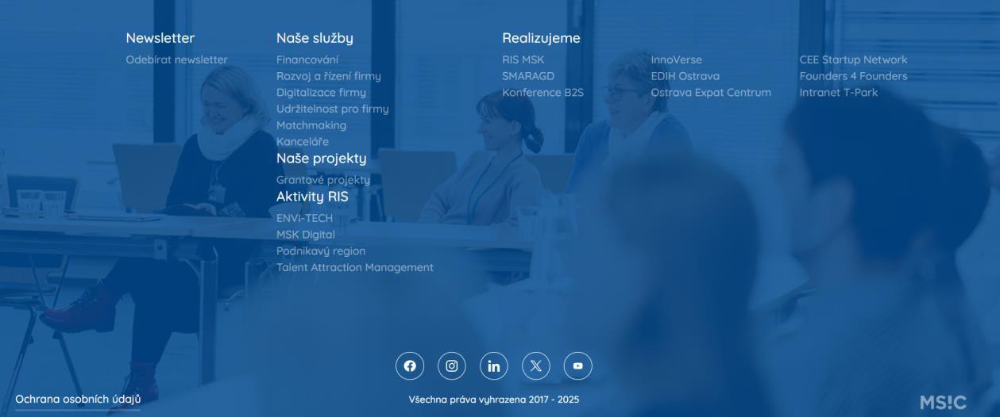 Newsletter
Odebírat newsletter
Naše služby
Financování
Rozvoj a řízení firmy
Digitalizace firmy
Udržitelnost pro firmy
Matchmaking
Kanceláře
Naše projekty
Grantové projekty
Aktivity RIS
ENVI-TECH
MSK Digital
Podnikavý region
Talent Attraction Management
Realizujeme
RIS MSK
SMARAGD
Konference B2S
InnoVerse
EDIH Ostrava
Ostrava Expat Centrum
CEE Startup Network
Founders 4 Founders
Intranet T-Park
Ochrana osobních údajů
Všechna práva vyhrazena 2017 - 2025
MS!C